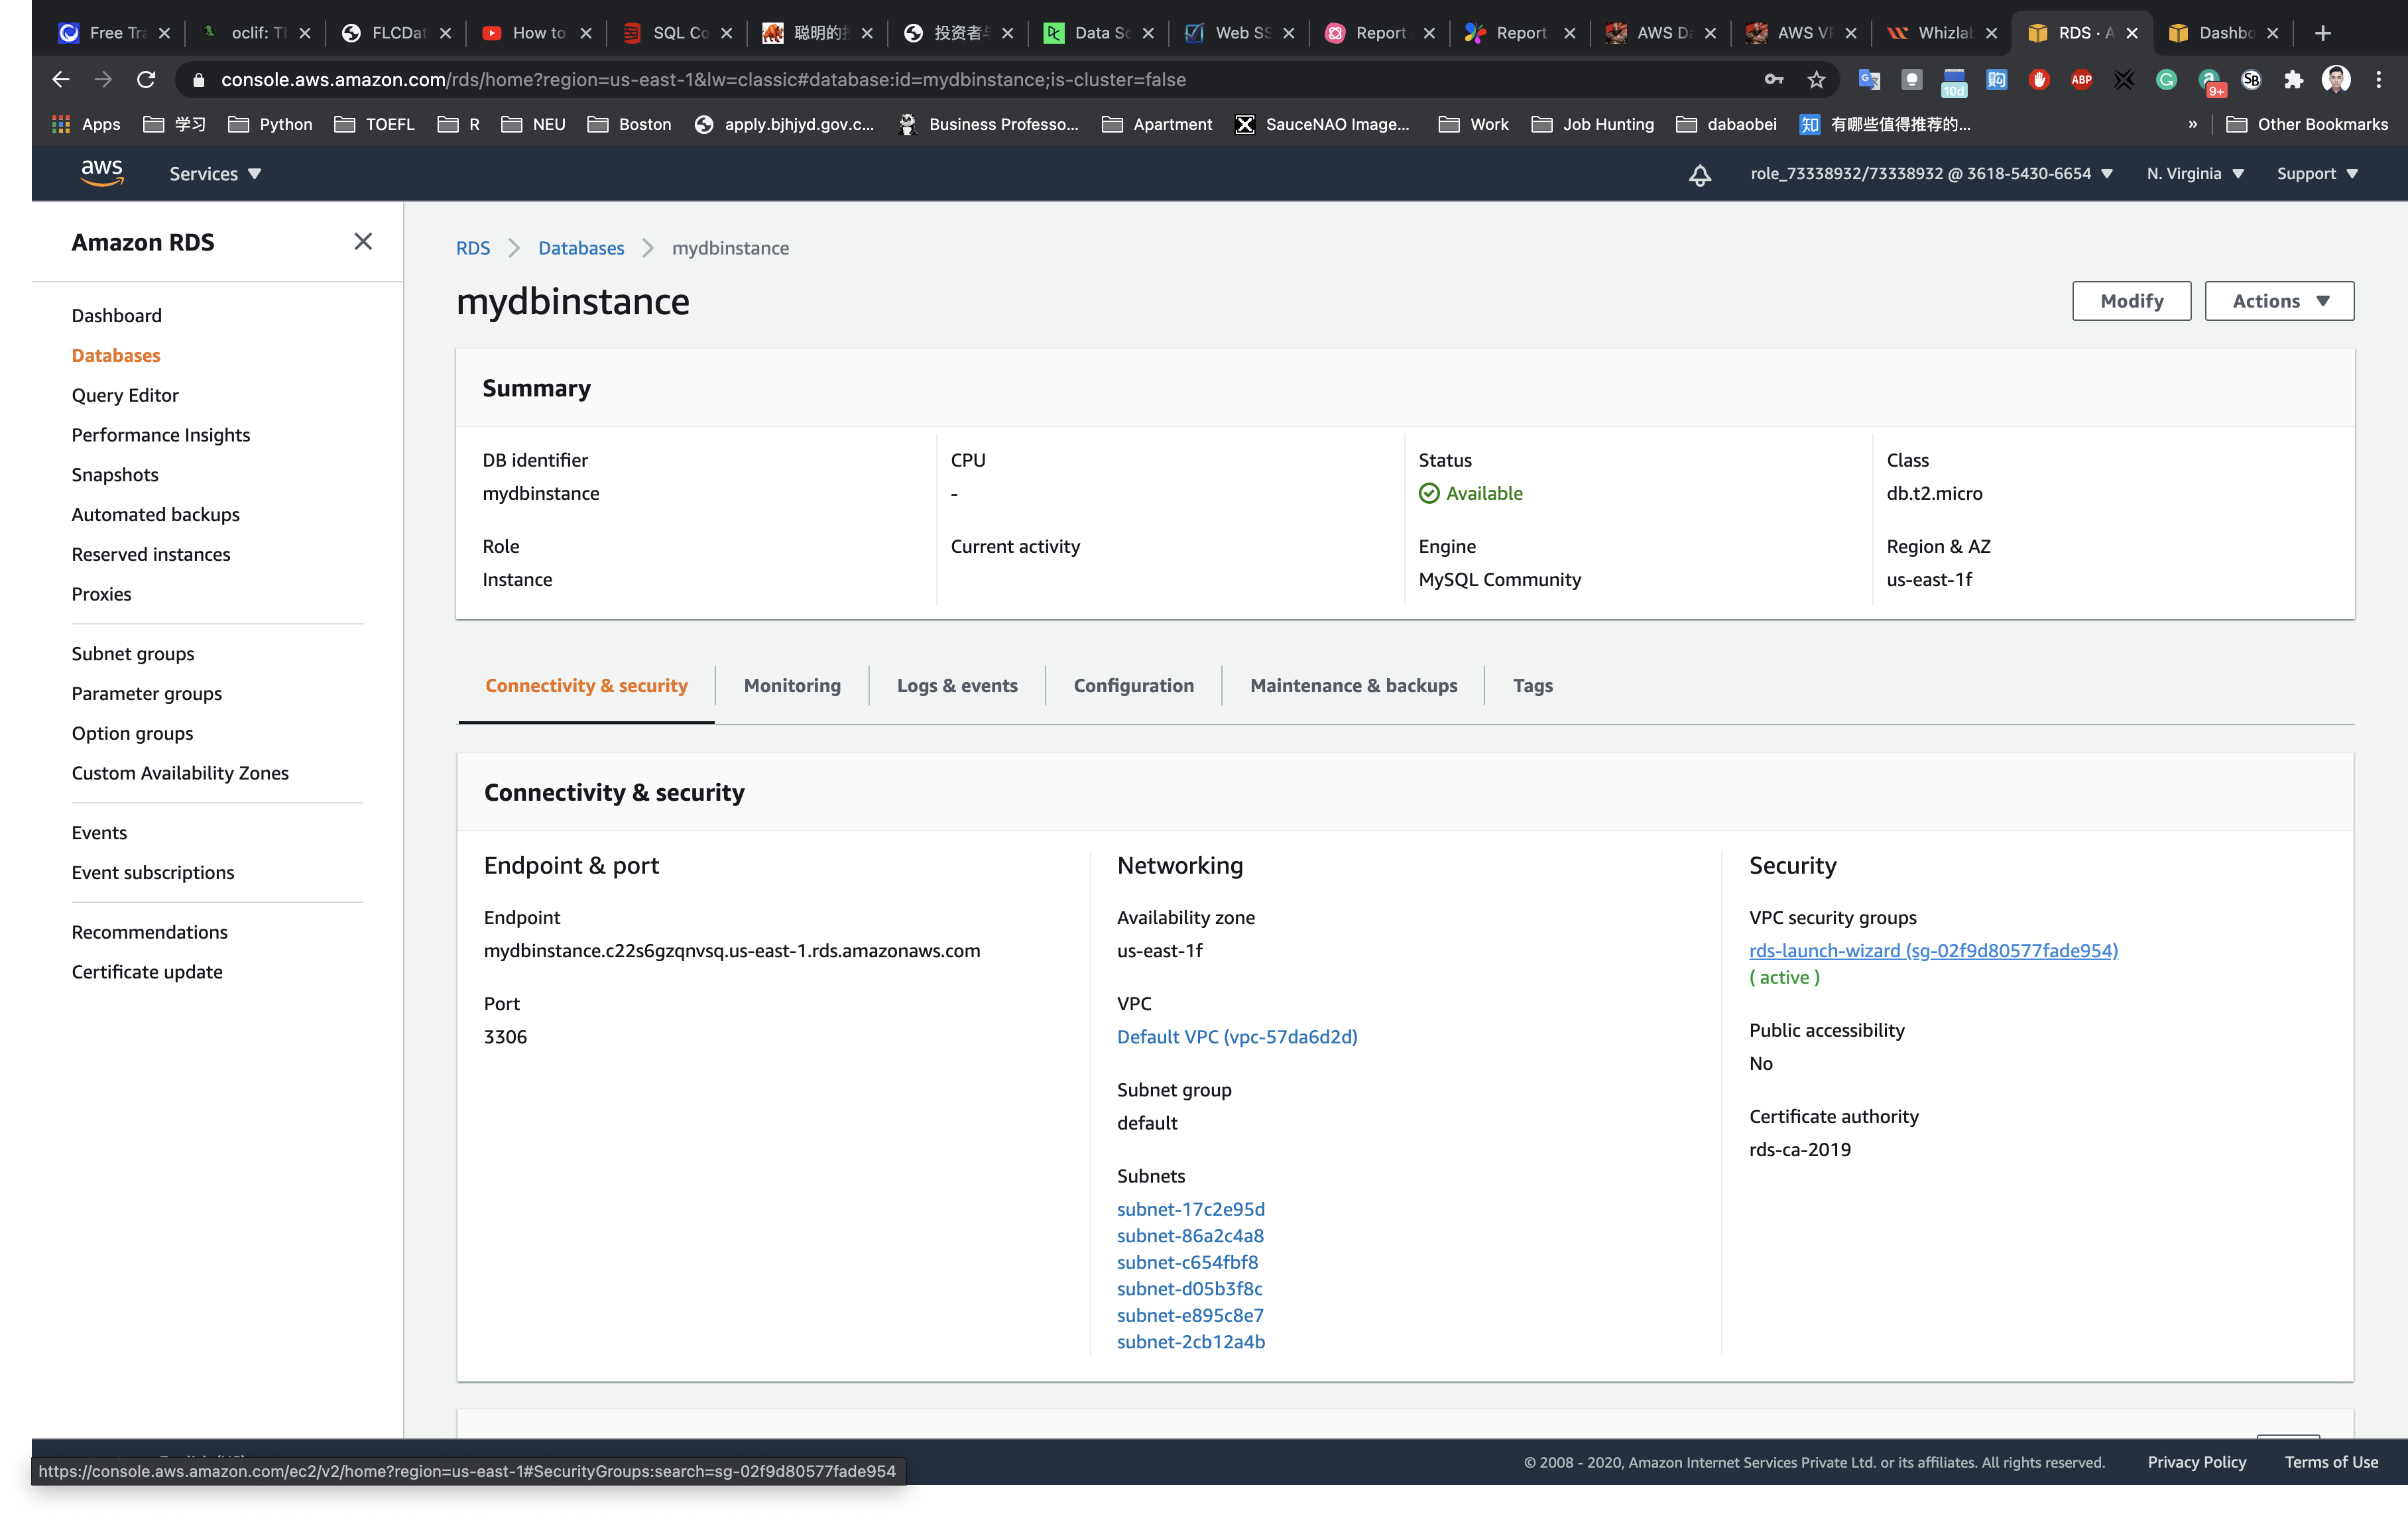 Free Tra
oclif: Th
FLCDat
How to
SQL Co
聪明的投
投资者与
Data Sc
Web SS
Report
Report
AWS Da
AWS VP
Whizlab
RDS · A
Dashbo
console.aws.amazon.com/rds/home?region=us-east-1&lw=classic#database:id=mydbinstance;is-cluster=false
10d
购
ABP
9+
SB
Apps
学习
Python
TOEFL
R
NEU
Boston
apply.bjhjyd.gov.c...
Business Professo...
Apartment
SauceNAO Image...
Work
Job Hunting
dabaobei
知 有哪些值得推荐的...
»
Other Bookmarks
aws
Services
role_73338932/73338932 @ 3618-5430-6654
N. Virginia
Support
Amazon RDS
Dashboard
Databases
Query Editor
Performance Insights
Snapshots
Automated backups
Reserved instances
Proxies
Subnet groups
Parameter groups
Option groups
Custom Availability Zones
Events
Event subscriptions
Recommendations
Certificate update
RDS
Databases
mydbinstance
mydbinstance
Modify
Actions
Summary
DB identifier
mydbinstance
CPU
-
Status
Available
Class
db.t2.micro
Role
Instance
Current activity
Engine
MySQL Community
Region & AZ
us-east-1f
Connectivity & security
Monitoring
Logs & events
Configuration
Maintenance & backups
Tags
Connectivity & security
Endpoint & port
Endpoint
mydbinstance.c22s6gzqnvsq.us-east-1.rds.amazonaws.com
Port
3306
Networking
Availability zone
us-east-1f
VPC
Default VPC (vpc-57da6d2d)
Subnet group
default
Subnets
subnet-17c2e95d
subnet-86a2c4a8
subnet-c654fbf8
subnet-d05b3f8c
subnet-e895c8e7
subnet-2cb12a4b
Security
VPC security groups
rds-launch-wizard (sg-02f9d80577fade954)
( active )
Public accessibility
No
Certificate authority
rds-ca-2019
https://console.aws.amazon.com/ec2/v2/home?region=us-east-1#SecurityGroups:search=sg-02f9d80577fade954
© 2008 - 2020, Amazon Internet Services Private Ltd. or its affiliates. All rights reserved.
Privacy Policy
Terms of Use